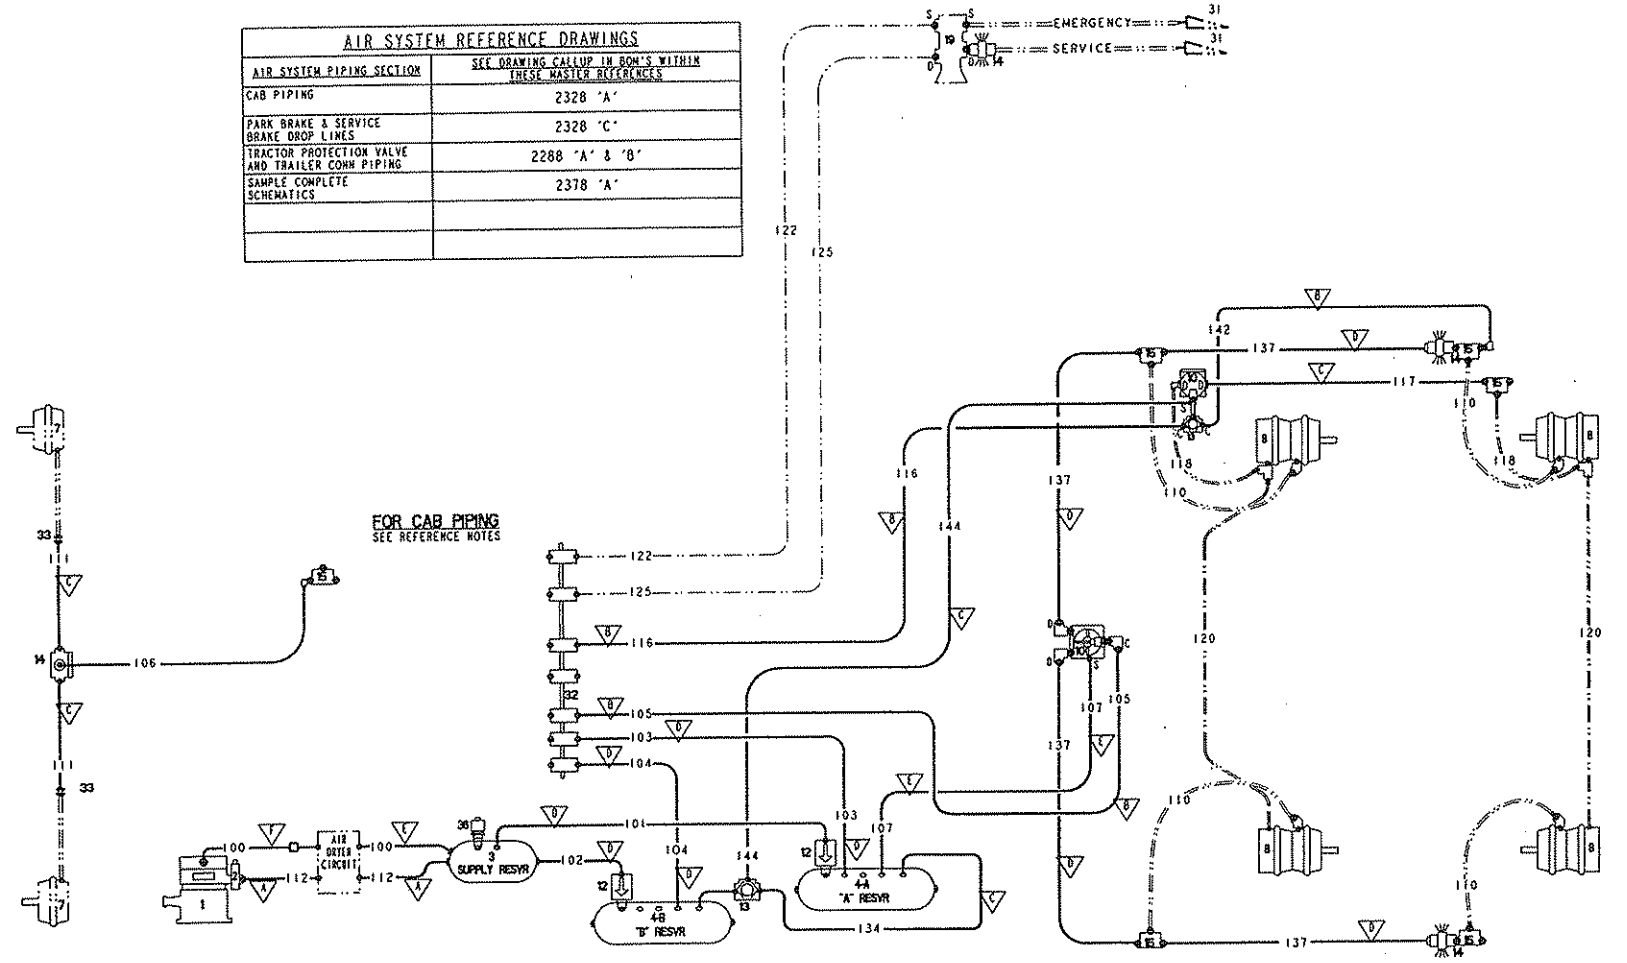 AIR SYSTEM REFERENCE DRAWINGS
AIR SYSTEM PIPING SECTION
SEE DRAWING CALLUP IN BOM'S WITHIN
THESE MASTER REFERENCES
CAB PIPING
2328 'A'
PARK BRAKE & SERVICE
BRAKE DROP LINES
2328 'C'
TRACTOR PROTECTION VALVE
AND TRAILER CONN PIPING
2288 'A' & 'B'
SAMPLE COMPLETE
SCHEMATICS
2378 'A'
S
S
EMERGENCY
31
19
D
D
14
SERVICE
31
122
125
B
142
15
137
D
14
15
10
D
D
C
117
15
S
C
110
7
8
8
116
118
118
137
110
FOR CAB PIPING
SEE REFERENCE NOTES
B
144
D
33
111
122
C
15
125
C
D
B
116
10
C
D
S
120
120
14
106
32
C
B
105
107
105
D
103
137
E
D
104
111
33
E
110
B
D
101
103
107
F
AIR
DRYER
CIRCUIT
C
36
100
100
3
SUPPLY RESVR
102
D
104
144
12
D
8
8
112
112
2
A
A
12
D
4-A
"A" RESVR
D
110
1
7
4-B
"B" RESVR
13
C
134
15
137
D
14
15